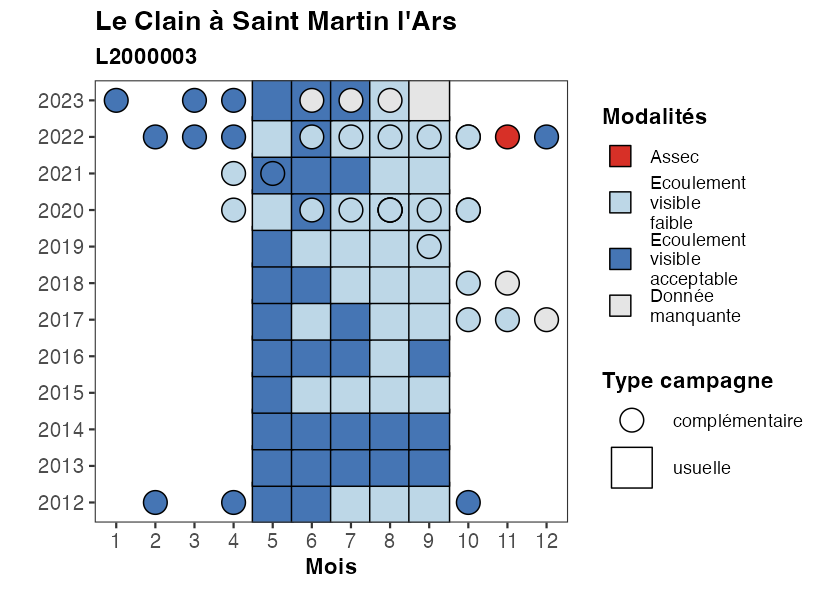 Le Clain à Saint Martin l'Ars
L2000003
2023
2022
2021
2020
2019
2018
2017
2016
2015
2014
2013
2012
1 2 3 4 5 6 7 8 9 10 11 12
Mois
Modalités
Assec
Ecoulement
visible
faible
Ecoulement
visible
acceptable
Donnée
manquante
Type campagne
complémentaire
usuelle